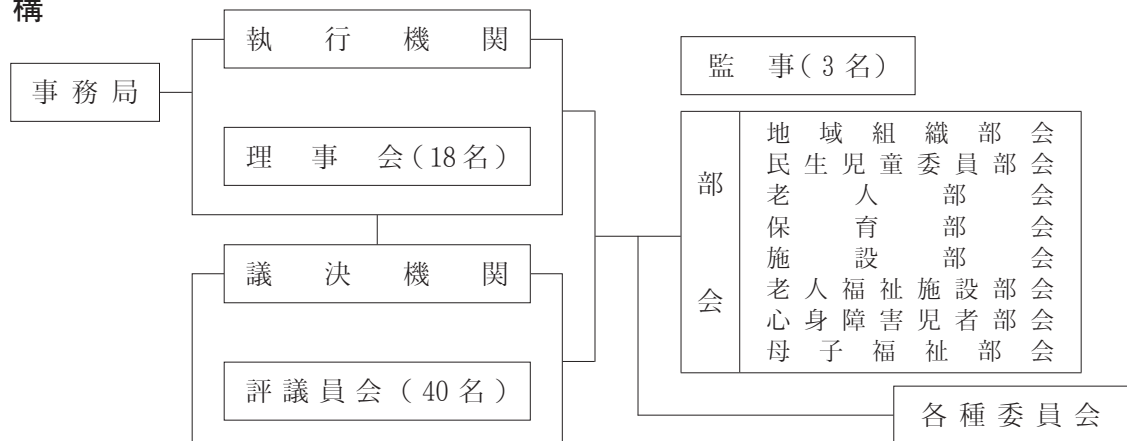 構
執行機関
事務局
理事会(18名)
議決機関
評議員会(40名)
監事(3名)
部会
地域組織部会
民生児童委員部会
老人部会
保育部会
施設部会
老人福祉施設部会
心身障害児者部会
母子福祉部会
各種委員会